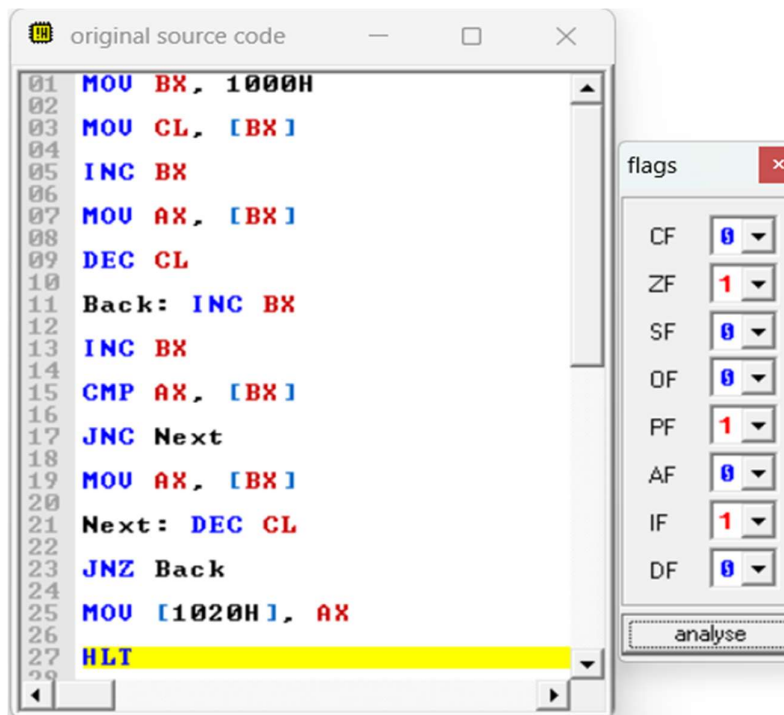 original source code
01 MOV BX, 1000H
02
03 MOV CL, [BX]
04
05 INC BX
06
07 MOV AX, [BX]
08
09 DEC CL
10
11 Back: INC BX
12
13 INC BX
14
15 CMP AX, [BX]
16
17 JNC Next
18
19 MOV AX, [BX]
20
21 Next: DEC CL
22
23 JNZ Back
24
25 MOV [1020H], AX
26
27 HLT
28
flags
CF 0
ZF 1
SF 0
OF 0
PF 1
AF 0
IF 1
DF 0
analyse